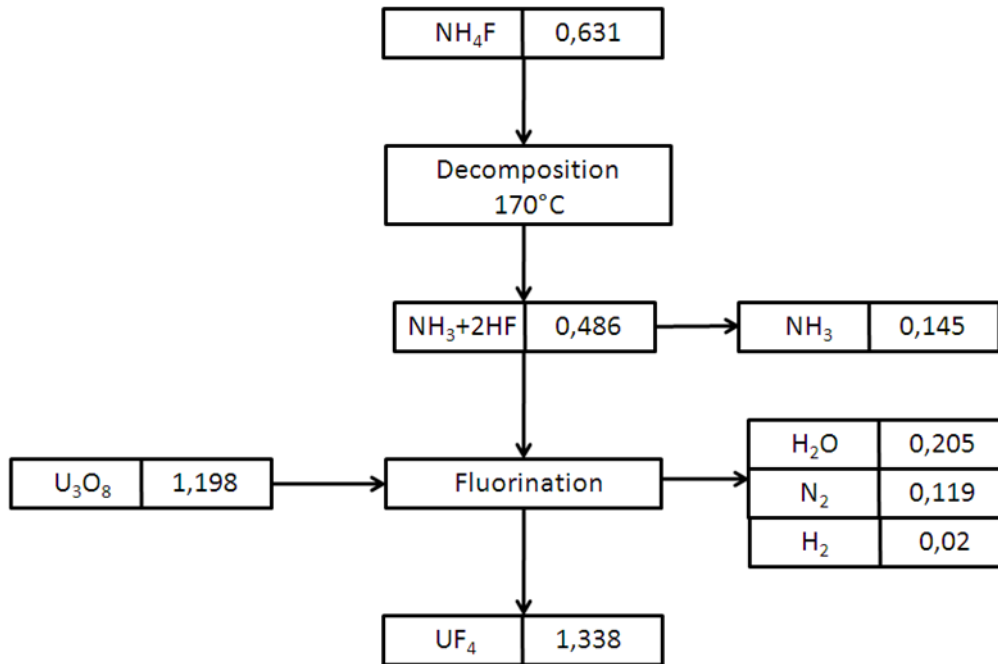 NH₄F 0,631
Decomposition
170°C
NH₃+2HF 0,486
NH₃ 0,145
H₂O 0,205
U₃O₈ 1,198
Fluorination
N₂ 0,119
H₂ 0,02
UF₄ 1,338